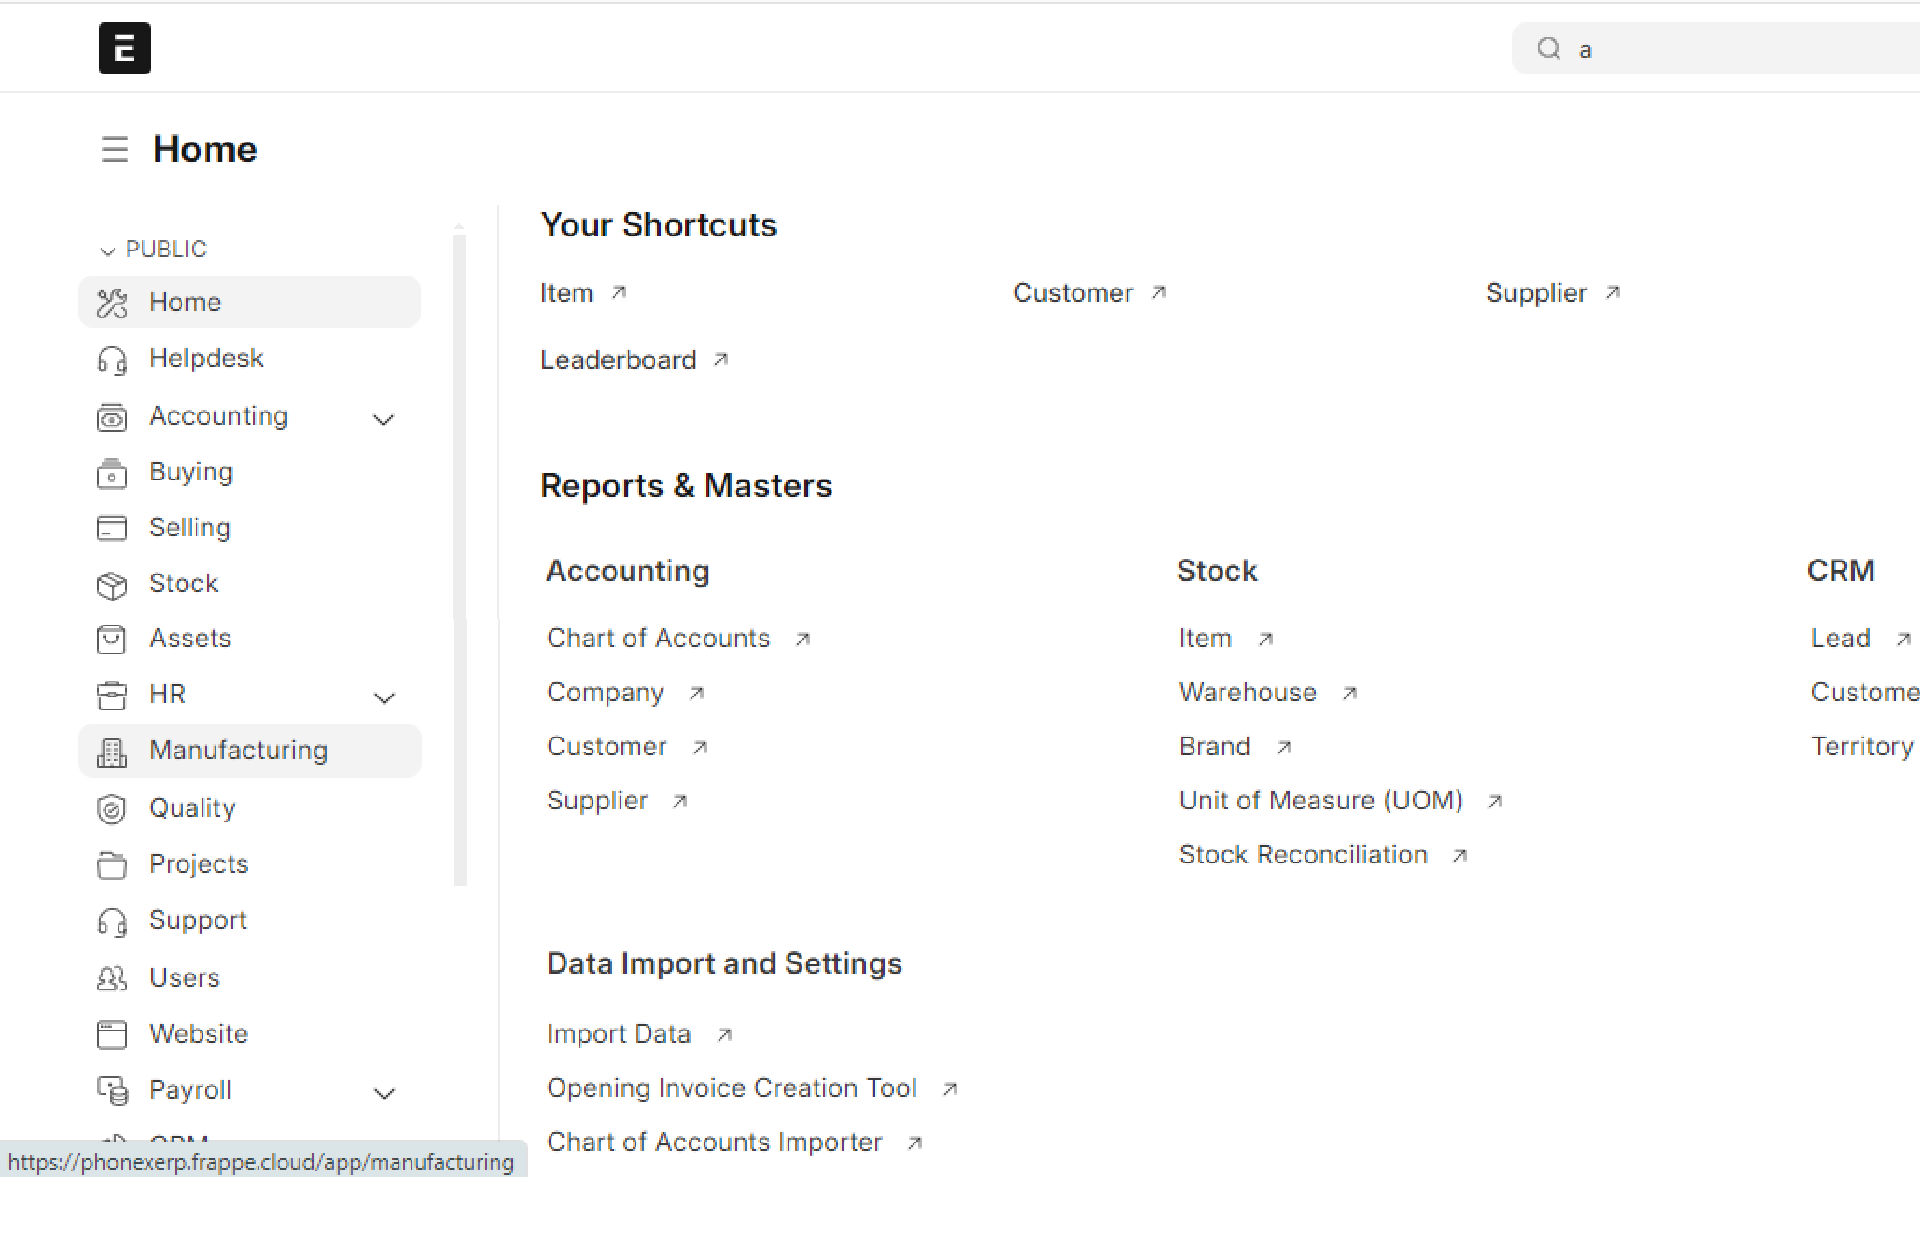 E
a
Home
PUBLIC
Home
Helpdesk
Accounting
Buying
Selling
Stock
Assets
HR
Manufacturing
Quality
Projects
Support
Users
Website
Payroll
CRM
https://phonexerp.frappe.cloud/app/manufacturing
Your Shortcuts
Item
Customer
Supplier
Leaderboard
Reports & Masters
Accounting
Chart of Accounts
Company
Customer
Supplier
Stock
Item
Warehouse
Brand
Unit of Measure (UOM)
Stock Reconciliation
CRM
Lead
Custome
Territory
Data Import and Settings
Import Data
Opening Invoice Creation Tool
Chart of Accounts Importer